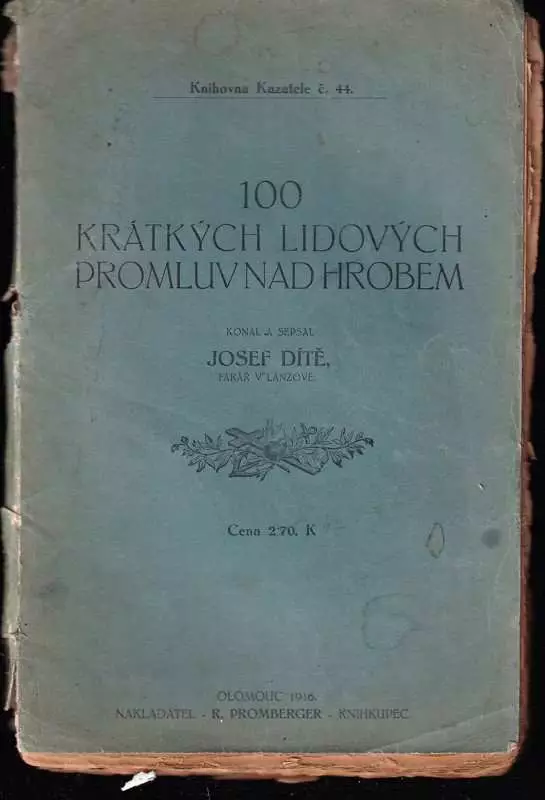 Knihovna Kazatele č. 44.
100
KRÁTKÝCH LIDOVÝCH
PROMLUV NAD HROBEM
KONAL A SEPSAL
JOSEF DÍTĚ,
FARÁŘ V LANŽOVĚ.
Cena 2·70. K
OLOMOUC 1916.
NAKLADATEL - R. PROMBERGER - KNIHKUPEC.